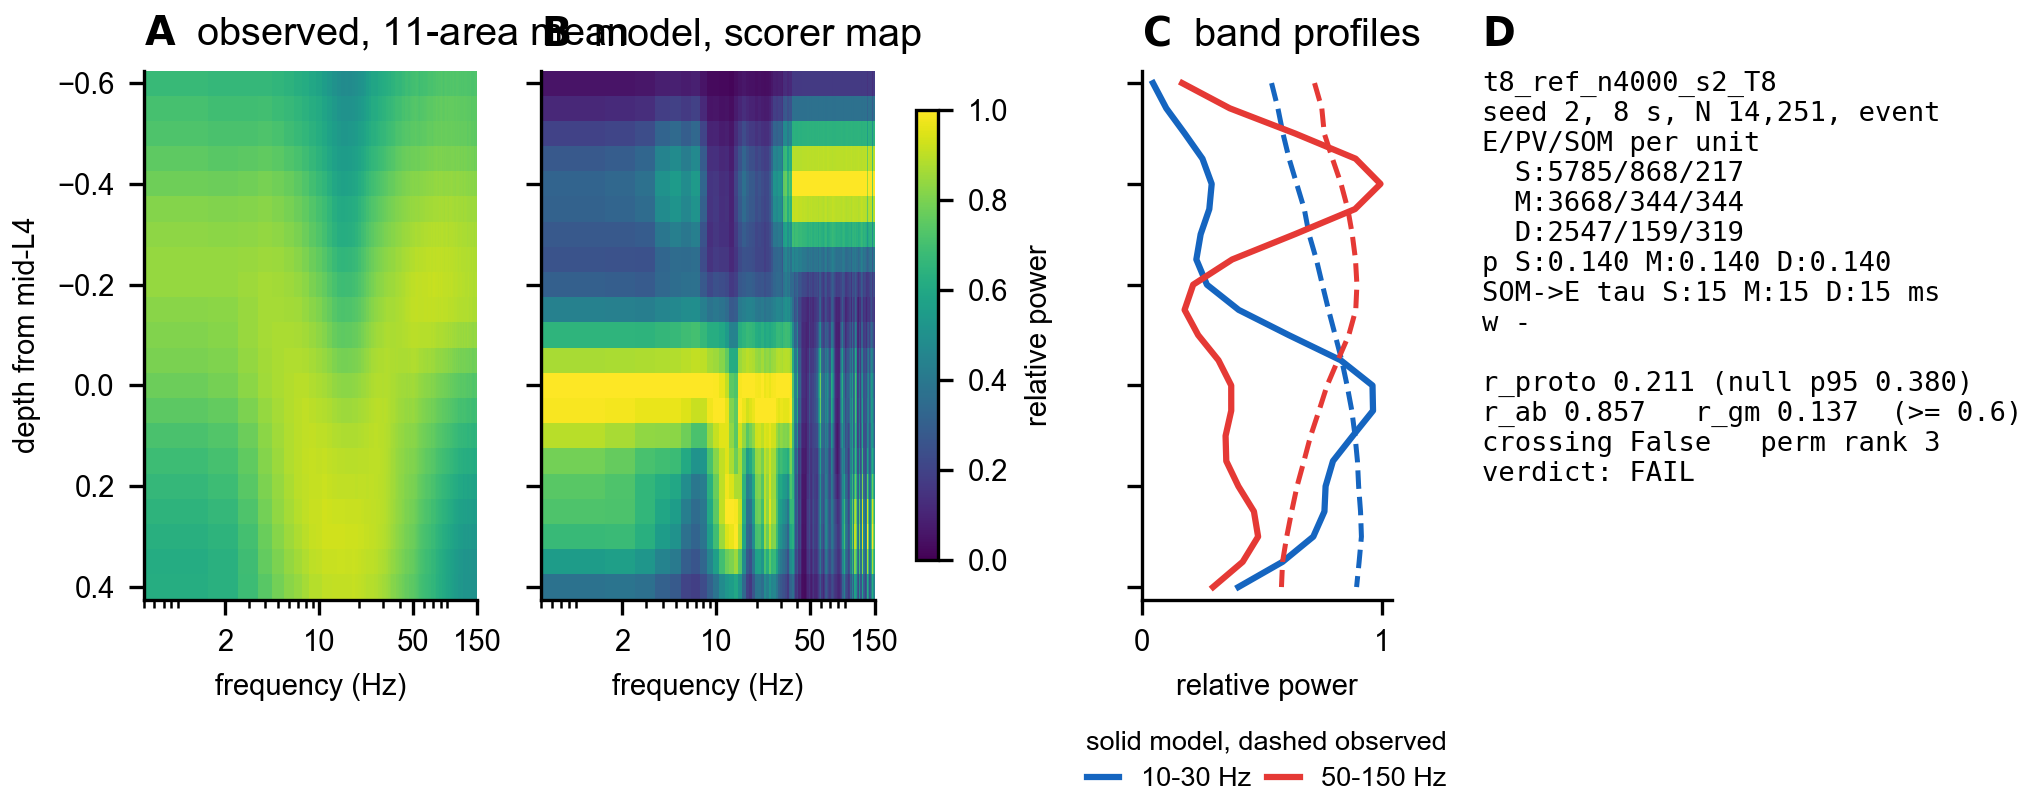 A observed, 11-area mean
B model, scorer map
C band profiles
D
depth from mid-L4
−0.6
−0.4
−0.2
0.0
0.2
0.4
2 10 50 150
frequency (Hz)
2 10 50 150
frequency (Hz)
1.0
0.8
0.6
0.4
0.2
0.0
relative power
0 1
relative power
solid model, dashed observed
10-30 Hz 50-150 Hz
t8_ref_n4000_s2_T8
seed 2, 8 s, N 14,251, event
E/PV/SOM per unit
S:5785/868/217
M:3668/344/344
D:2547/159/319
p S:0.140 M:0.140 D:0.140
SOM->E tau S:15 M:15 D:15 ms
w -
r_proto 0.211 (null p95 0.380)
r_ab 0.857 r_gm 0.137 (>= 0.6)
crossing False perm rank 3
verdict: FAIL